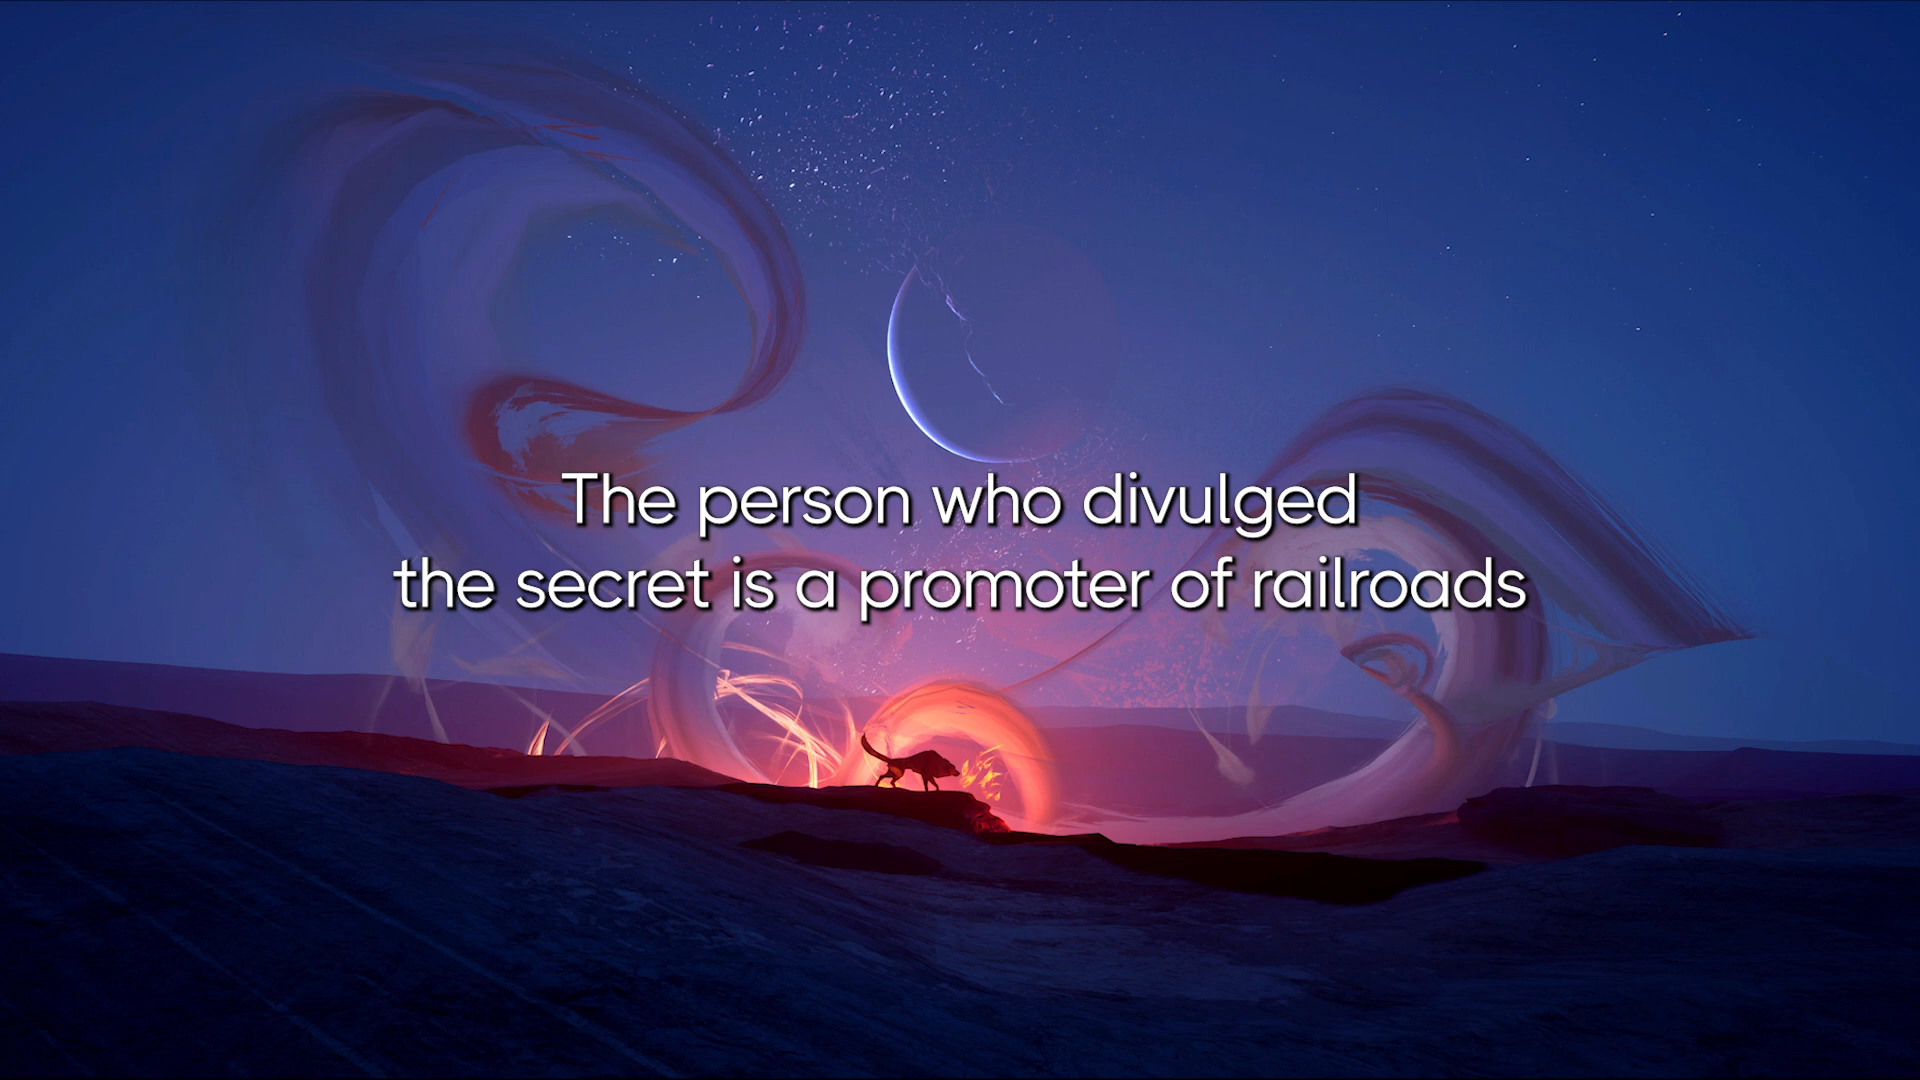 The person who divulged
the secret is a promoter of railroads